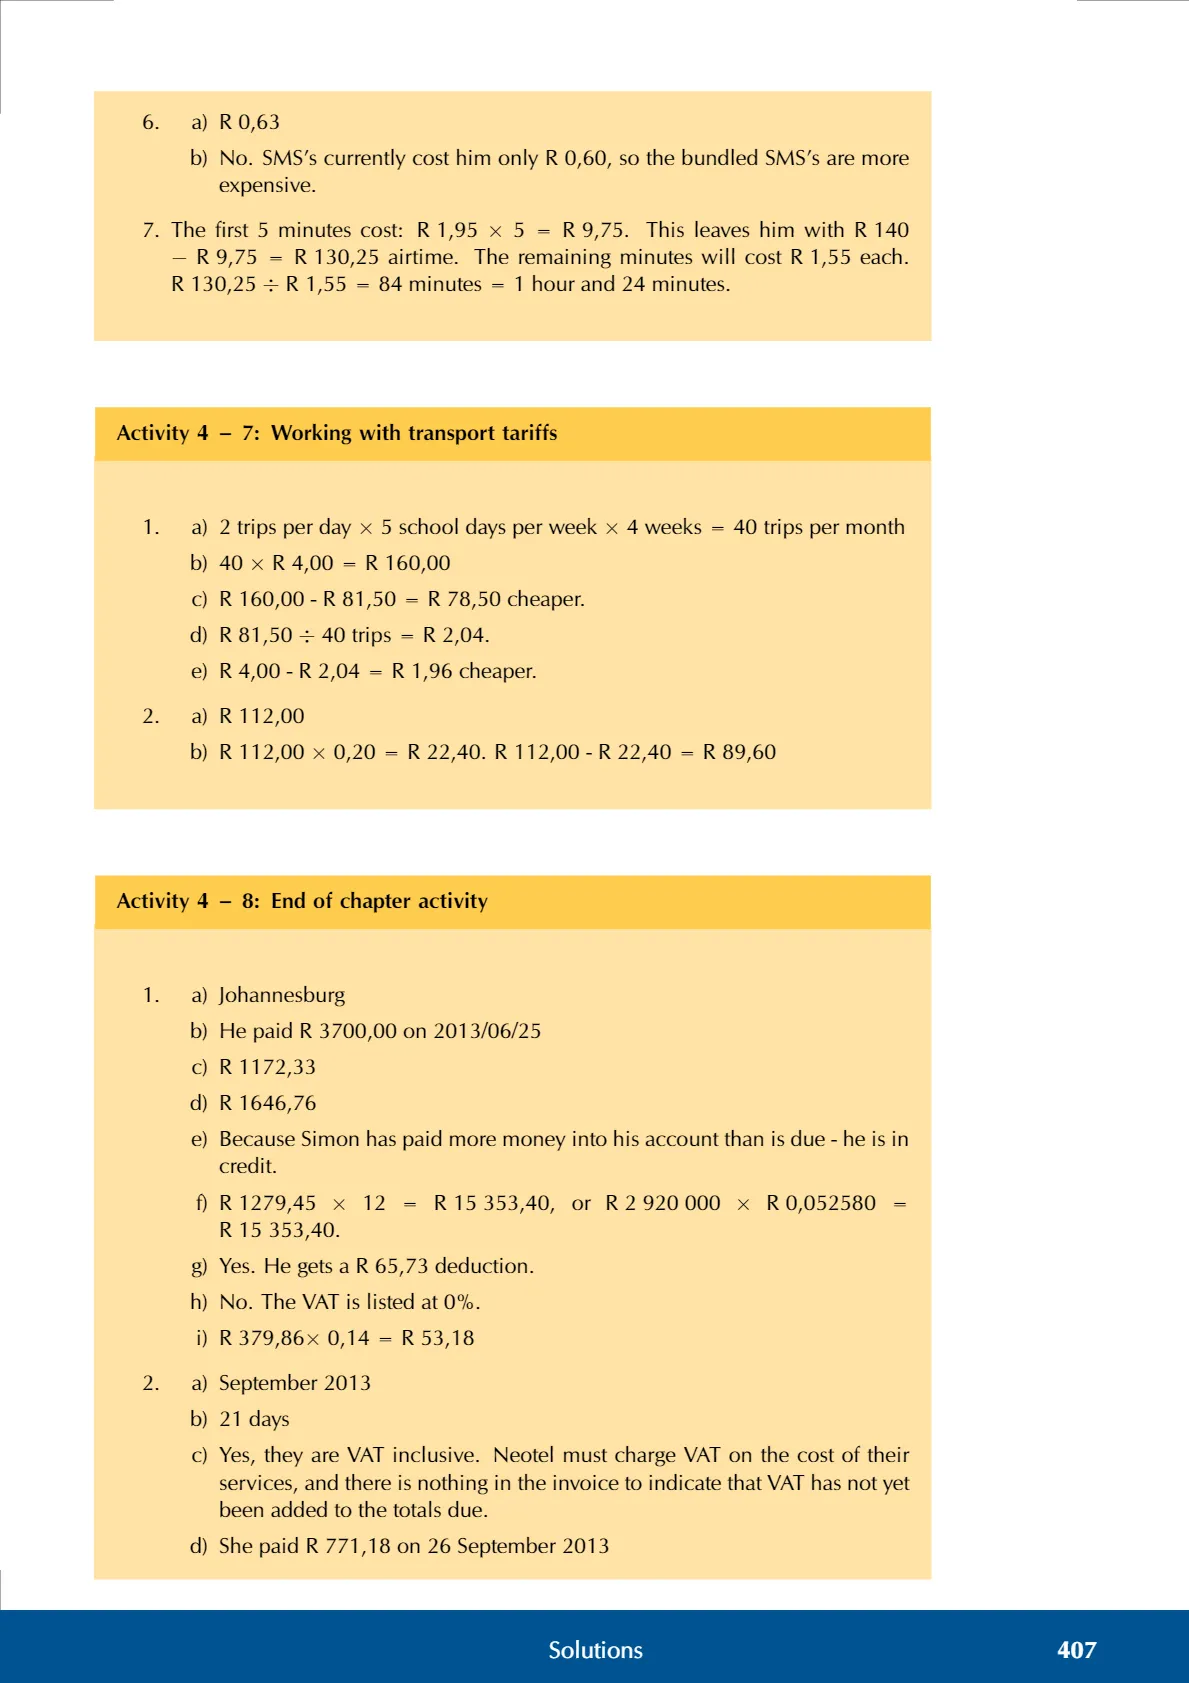 6. a) R 0,63
b) No. SMS’s currently cost him only R 0,60, so the bundled SMS’s are more
expensive.
7. The first 5 minutes cost: R 1,95 × 5 = R 9,75. This leaves him with R 140
− R 9,75 = R 130,25 airtime. The remaining minutes will cost R 1,55 each.
R 130,25 ÷ R 1,55 = 84 minutes = 1 hour and 24 minutes.
Activity 4 – 7: Working with transport tariffs
1. a) 2 trips per day × 5 school days per week × 4 weeks = 40 trips per month
b) 40 × R 4,00 = R 160,00
c) R 160,00 - R 81,50 = R 78,50 cheaper.
d) R 81,50 ÷ 40 trips = R 2,04.
e) R 4,00 - R 2,04 = R 1,96 cheaper.
2. a) R 112,00
b) R 112,00 × 0,20 = R 22,40. R 112,00 - R 22,40 = R 89,60
Activity 4 – 8: End of chapter activity
1. a) Johannesburg
b) He paid R 3700,00 on 2013/06/25
c) R 1172,33
d) R 1646,76
e) Because Simon has paid more money into his account than is due - he is in
credit.
f) R 1279,45 × 12 = R 15 353,40, or R 2 920 000 × R 0,052580 =
R 15 353,40.
g) Yes. He gets a R 65,73 deduction.
h) No. The VAT is listed at 0%.
i) R 379,86× 0,14 = R 53,18
2. a) September 2013
b) 21 days
c) Yes, they are VAT inclusive. Neotel must charge VAT on the cost of their
services, and there is nothing in the invoice to indicate that VAT has not yet
been added to the totals due.
d) She paid R 771,18 on 26 September 2013
Solutions 407